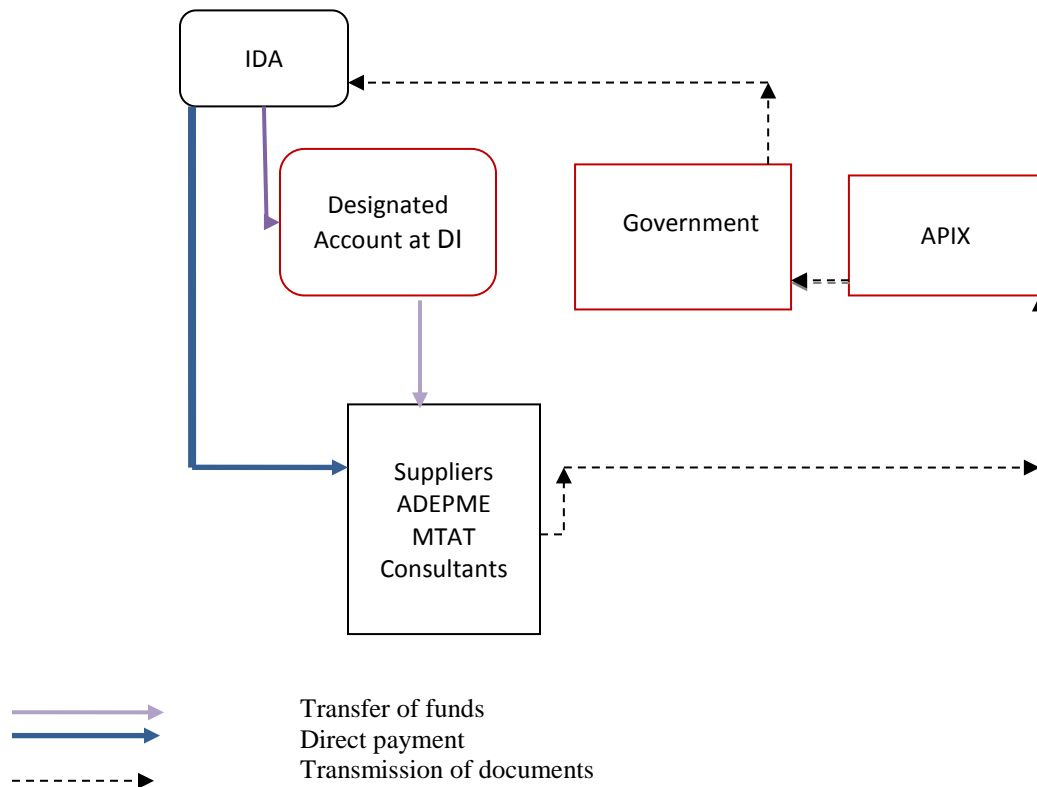 IDA
Designated
Account at DI
Government
APIX
Suppliers
ADEPME
MTAT
Consultants
Transfer of funds
Direct payment
Transmission of documents